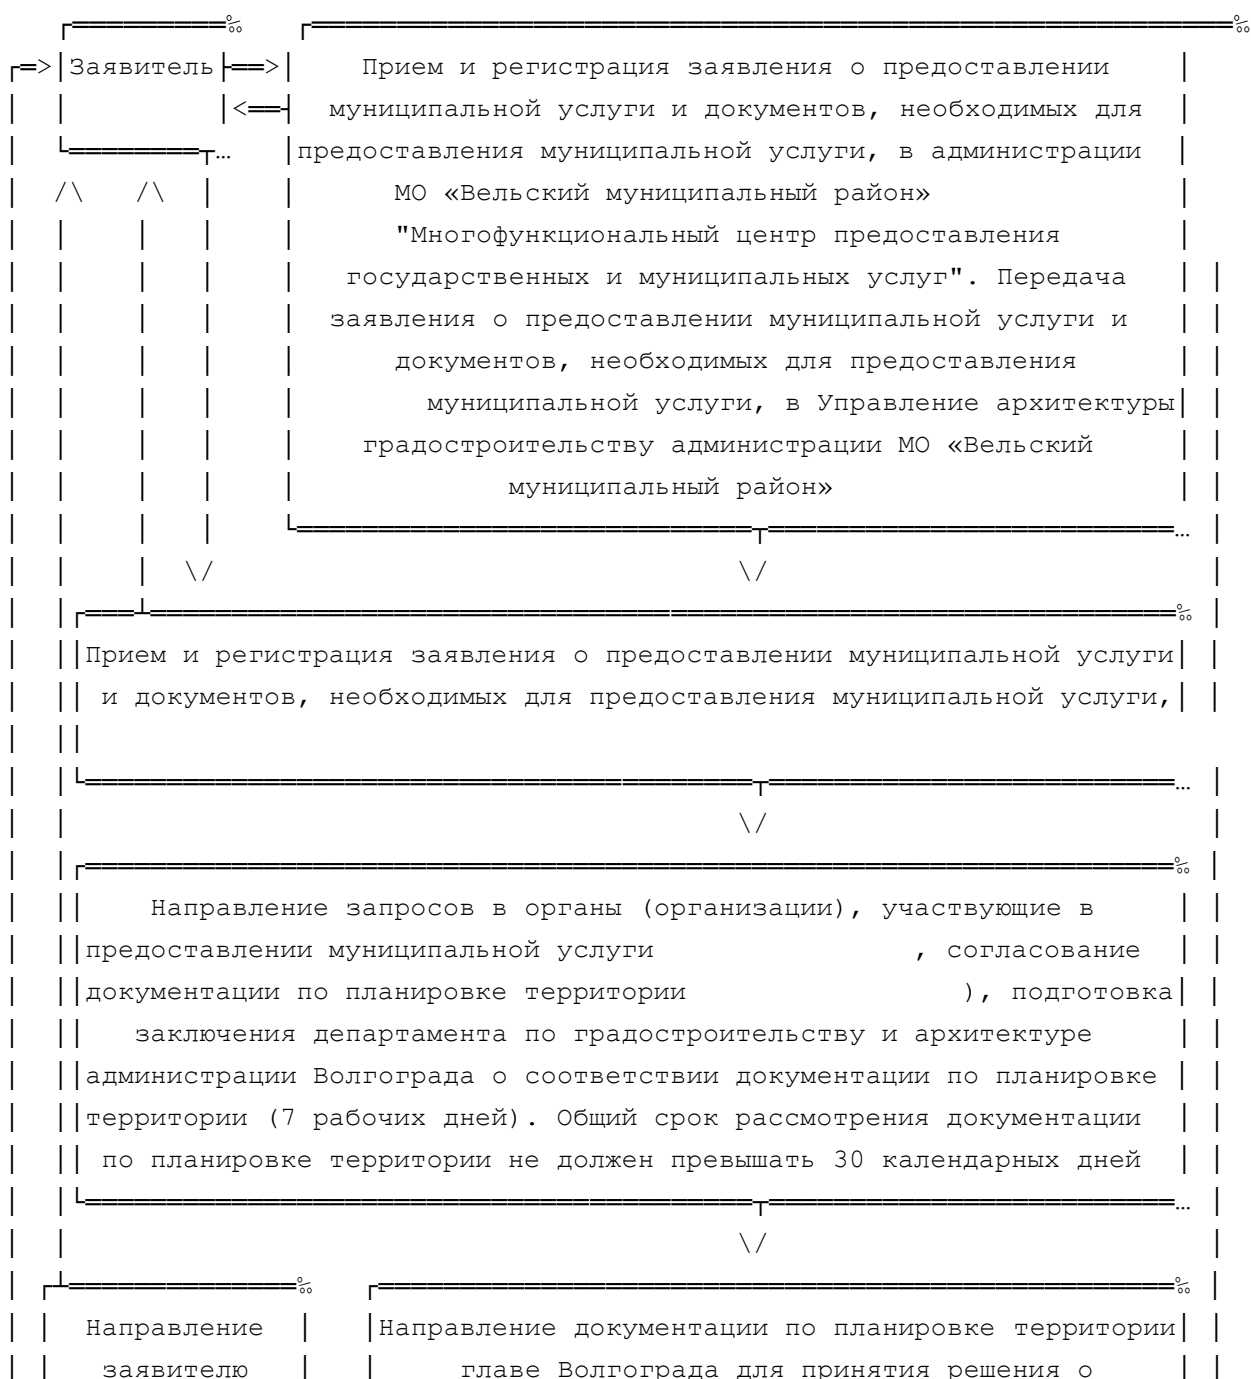 Заявитель Прием и регистрация заявления о предоставлении
муниципальной услуги и документов, необходимых для
предоставления муниципальной услуги, в администрации
МО «Вельский муниципальный район»
"Многофункциональный центр предоставления
государственных и муниципальных услуг". Передача
заявления о предоставлении муниципальной услуги и
документов, необходимых для предоставления
муниципальной услуги, в Управление архитектуры
градостроительству администрации МО «Вельский
муниципальный район»
Прием и регистрация заявления о предоставлении муниципальной услуги
и документов, необходимых для предоставления муниципальной услуги,
Направление запросов в органы (организации), участвующие в
предоставлении муниципальной услуги , согласование
документации по планировке территории ), подготовка
заключения департамента по градостроительству и архитектуре
администрации Волгограда о соответствии документации по планировке
территории (7 рабочих дней). Общий срок рассмотрения документации
по планировке территории не должен превышать 30 календарных дней
Направление Направление документации по планировке территории
заявителю главе Волгограда для принятия решения о